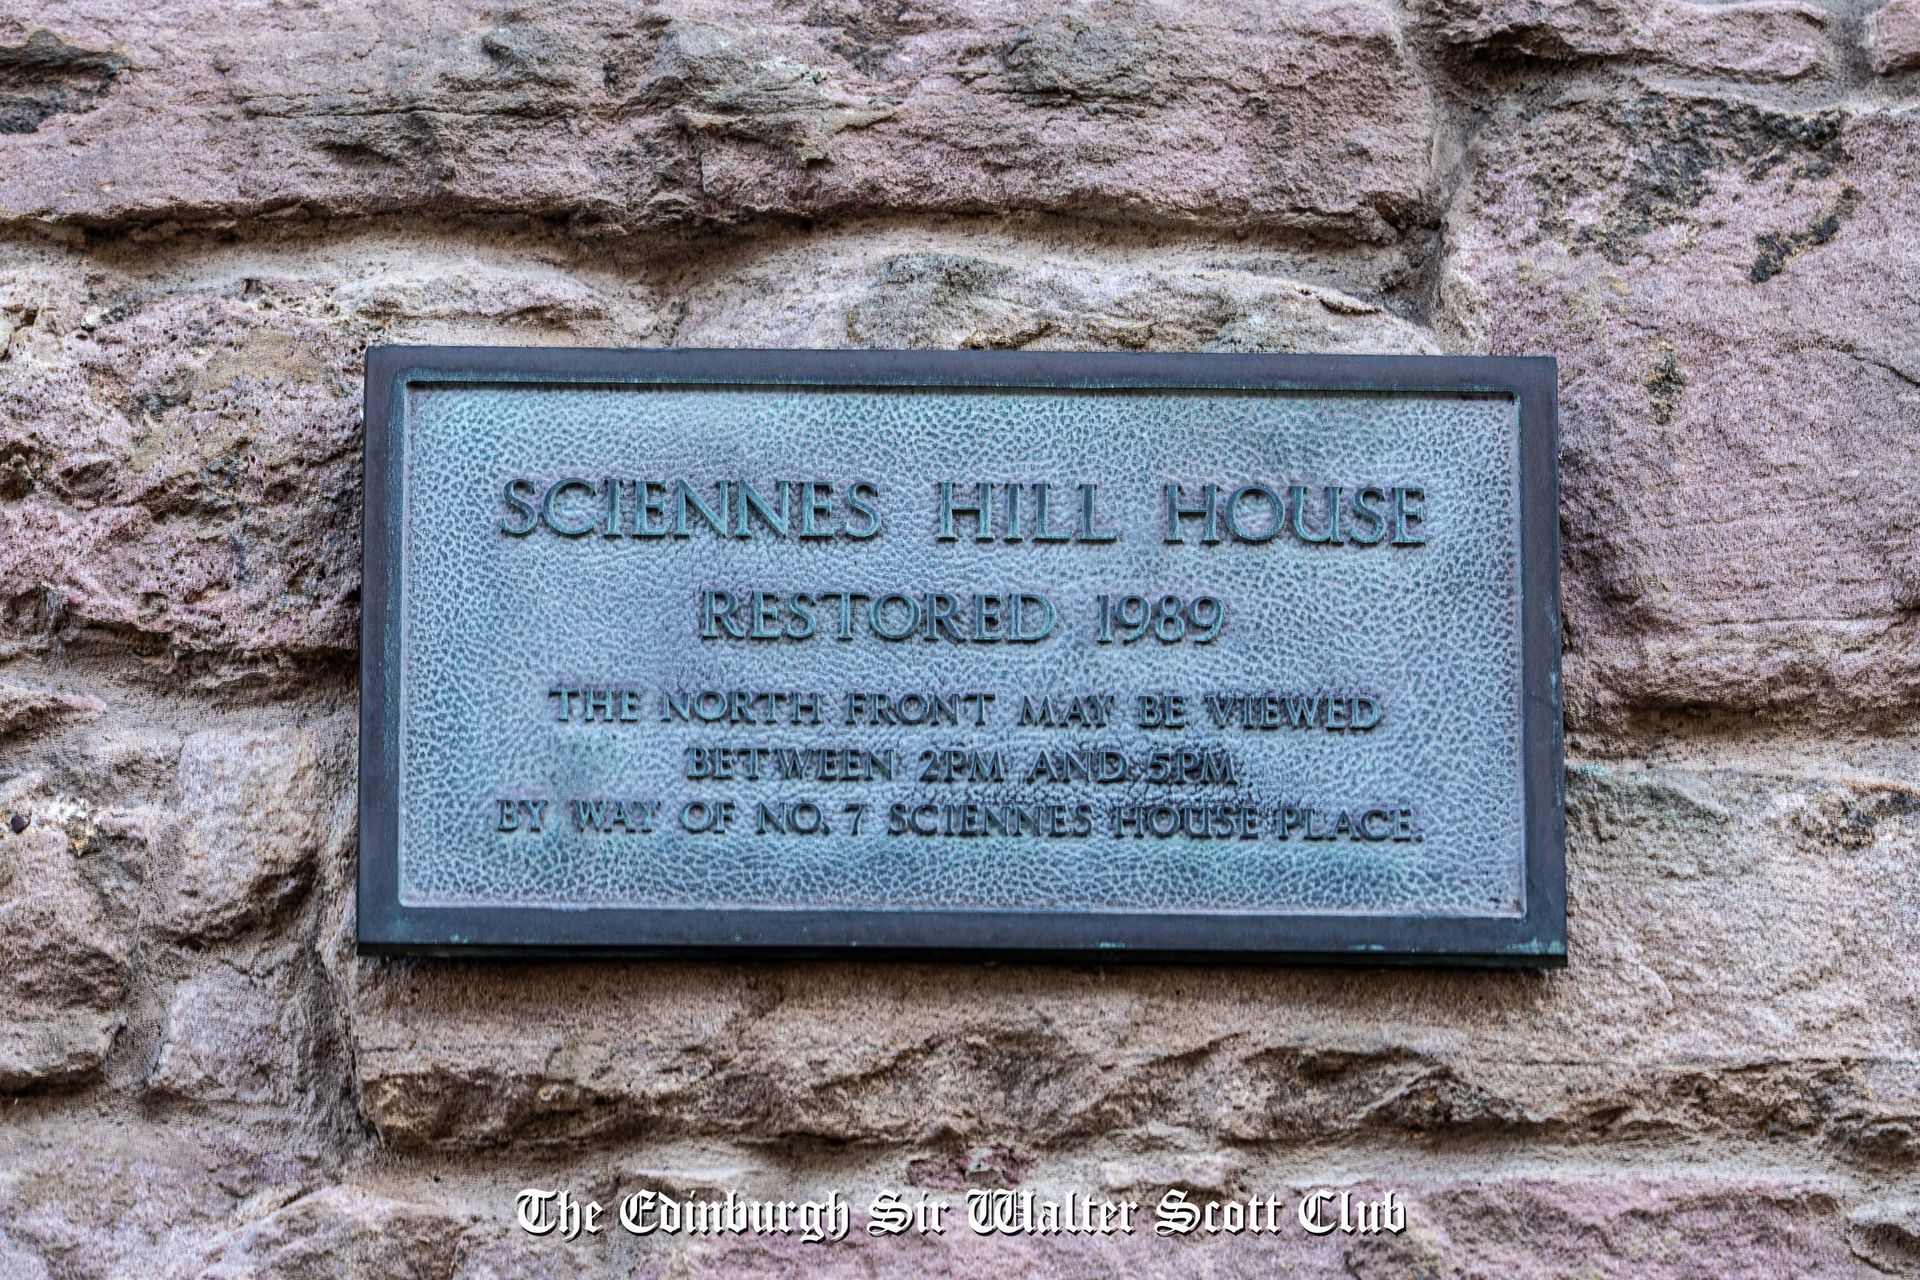 SCIENNES HILL HOUSE
RESTORED 1989
THE NORTH FRONT MAY BE VIEWED
BETWEEN 2PM AND 5PM
BY WAY OF NO. 7 SCIENNES HOUSE PLACE.
The Edinburgh Sir Walter Scott Club